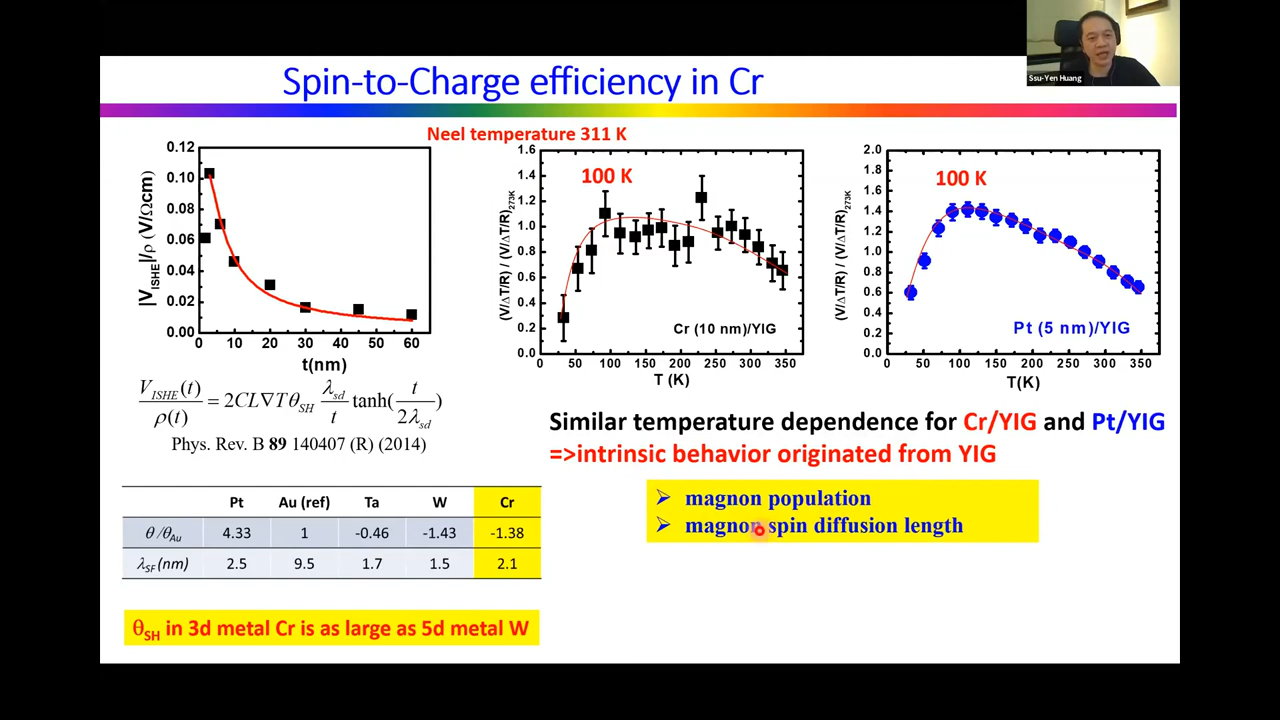 Ssu-Yen Huang
Spin-to-Charge efficiency in Cr
Neel temperature 311 K
|V_ISHE|/ρ (V/Ωcm)
0.12
0.10
0.08
0.06
0.04
0.02
0.00
0 10 20 30 40 50 60
t(nm)
V_ISHE(t)/ρ(t) = 2CL∇Tθ_SH λ_sd/t tanh(t/2λ_sd)
Phys. Rev. B 89 140407 (R) (2014)
(V/ΔT/R) / (V/ΔT/R)_273K
1.6
1.4
1.2
1.0
0.8
0.6
0.4
0.2
0.0
100 K
Cr (10 nm)/YIG
0 50 100 150 200 250 300 350
T (K)
(V/ΔT/R) / (V/ΔT/R)_273K
2.0
1.8
1.6
1.4
1.2
1.0
0.8
0.6
0.4
0.2
0.0
100 K
Pt (5 nm)/YIG
0 50 100 150 200 250 300 350
T(K)
Similar temperature dependence for Cr/YIG and Pt/YIG
=>intrinsic behavior originated from YIG
➢ magnon population
➢ magnon spin diffusion length
Pt Au (ref) Ta W Cr
θ/θ_Au 4.33 1 -0.46 -1.43 -1.38
λ_SF (nm) 2.5 9.5 1.7 1.5 2.1
θ_SH in 3d metal Cr is as large as 5d metal W